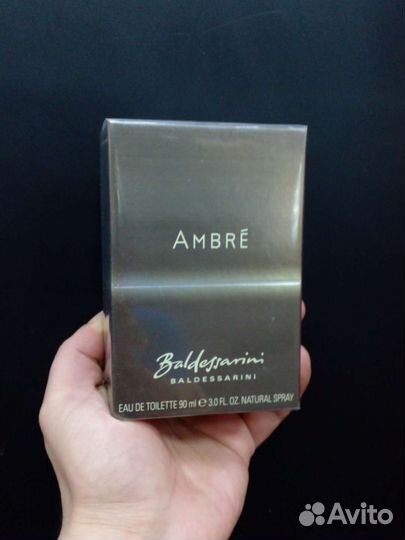 AMBRÉ
Baldessarini
BALDESSARINI
EAU DE TOILETTE 90 ml ℮ 3.0 FL. OZ. NATURAL SPRAY
Avito